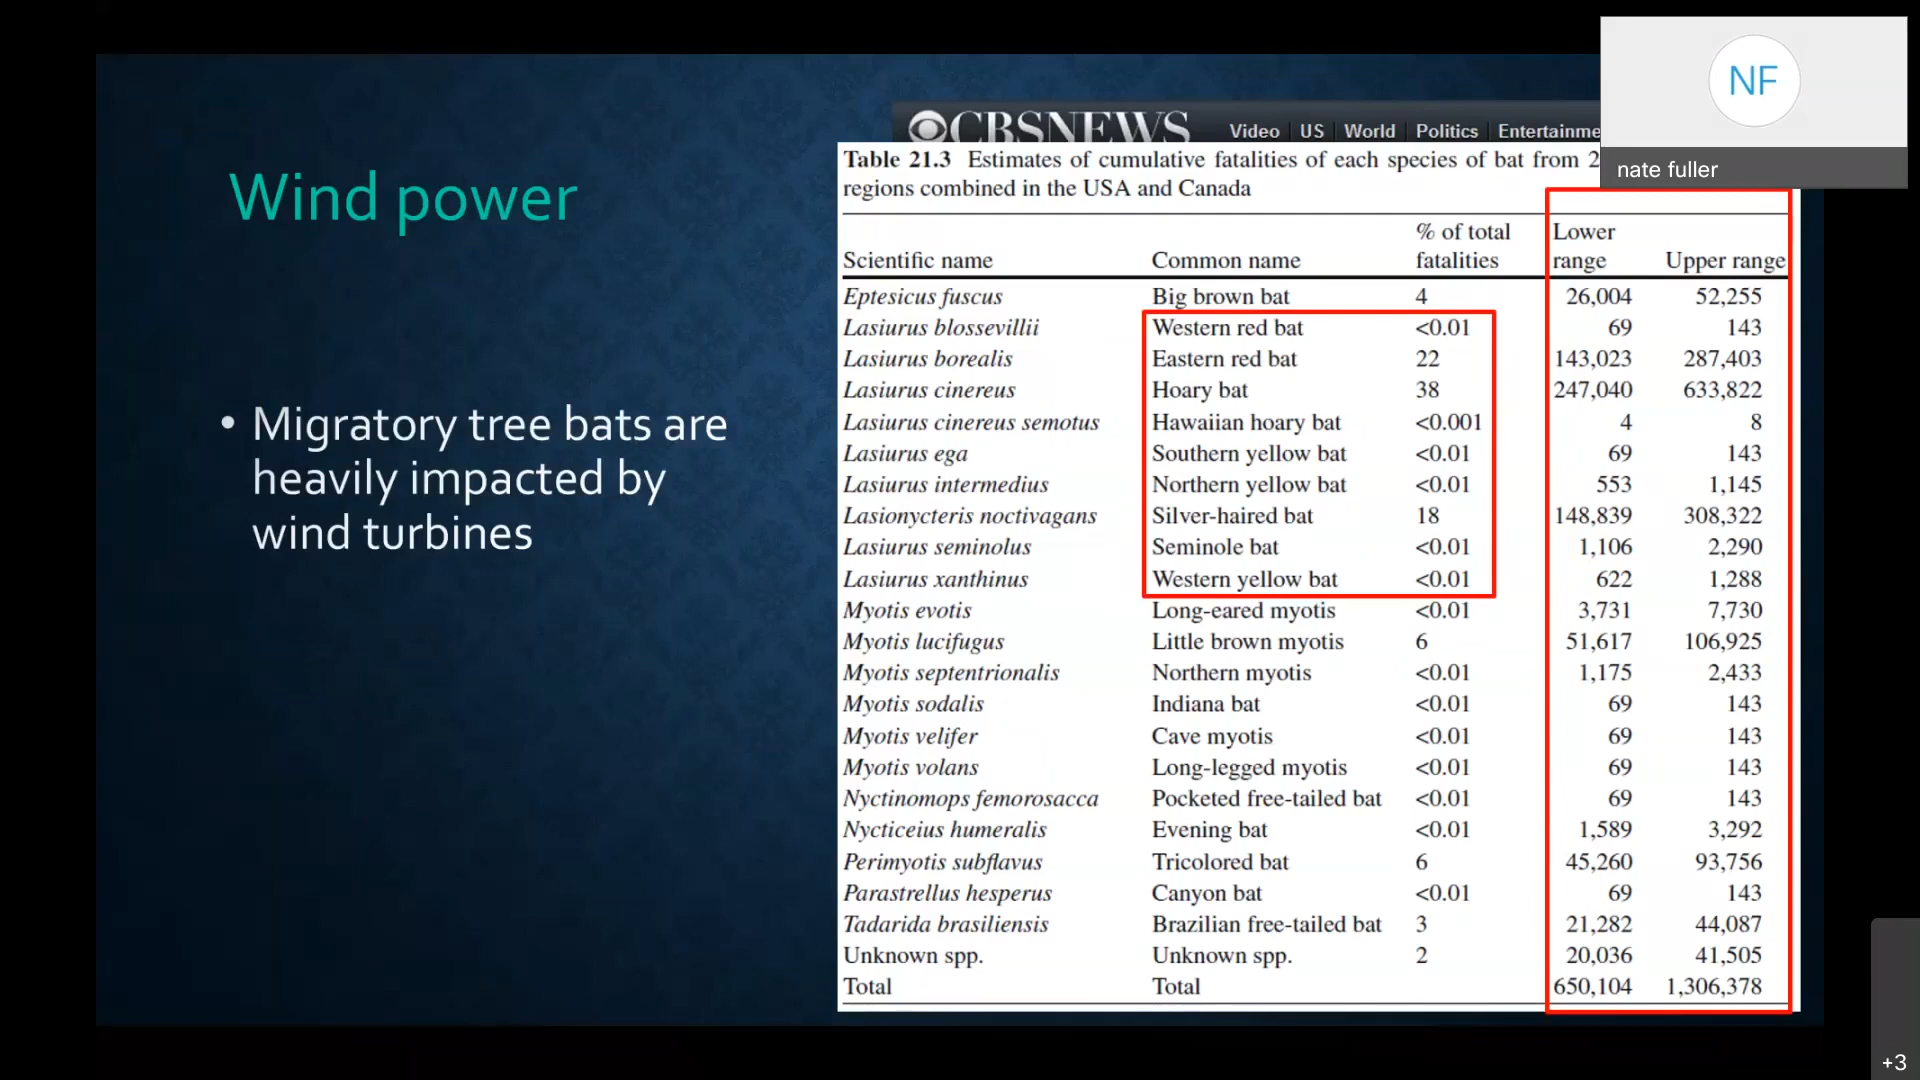 Wind power
• Migratory tree bats are
heavily impacted by
wind turbines
CBSNEWS Video US World Politics
Table 21.3 Estimates of cumulative fatalities of each species of bat from
regions combined in the USA and Canada
Scientific name Common name % of total fatalities Lower range Upper range
Eptesicus fuscus Big brown bat 4 26,004 52,255
Lasiurus blossevillii Western red bat <0.01 69 143
Lasiurus borealis Eastern red bat 22 143,023 287,403
Lasiurus cinereus Hoary bat 38 247,040 633,822
Lasiurus cinereus semotus Hawaiian hoary bat <0.001 4 8
Lasiurus ega Southern yellow bat <0.01 69 143
Lasiurus intermedius Northern yellow bat <0.01 553 1,145
Lasionycteris noctivagans Silver-haired bat 18 148,839 308,322
Lasiurus seminolus Seminole bat <0.01 1,106 2,290
Lasiurus xanthinus Western yellow bat <0.01 622 1,288
Myotis evotis Long-eared myotis <0.01 3,731 7,730
Myotis lucifugus Little brown myotis 6 51,617 106,925
Myotis septentrionalis Northern myotis <0.01 1,175 2,433
Myotis sodalis Indiana bat <0.01 69 143
Myotis velifer Cave myotis <0.01 69 143
Myotis volans Long-legged myotis <0.01 69 143
Nyctinomops femorosacca Pocketed free-tailed bat <0.01 69 143
Nycticeius humeralis Evening bat <0.01 1,589 3,292
Perimyotis subflavus Tricolored bat 6 45,260 93,756
Parastrellus hesperus Canyon bat <0.01 69 143
Tadarida brasiliensis Brazilian free-tailed bat 3 21,282 44,087
Unknown spp. Unknown spp. 2 20,036 41,505
Total Total 650,104 1,306,378
NF
nate fuller
+3